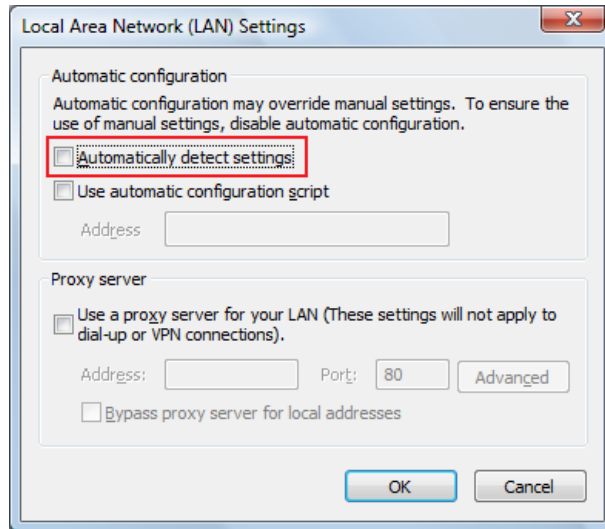 Local Area Network (LAN) Settings
Automatic configuration
Automatic configuration may override manual settings. To ensure the
use of manual settings, disable automatic configuration.
Automatically detect settings
Use automatic configuration script
Address
Proxy server
Use a proxy server for your LAN (These settings will not apply to
dial-up or VPN connections).
Address: Port: 80 Advanced
Bypass proxy server for local addresses
OK Cancel